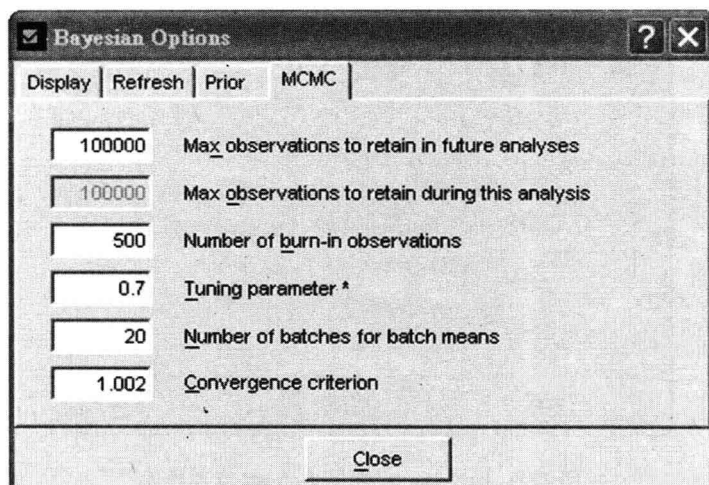 Bayesian Options
Display Refresh Prior MCMC
100000 Max observations to retain in future analyses
100000 Max observations to retain during this analysis
500 Number of burn-in observations
0.7 Tuning parameter *
20 Number of batches for batch means
1.002 Convergence criterion
Close